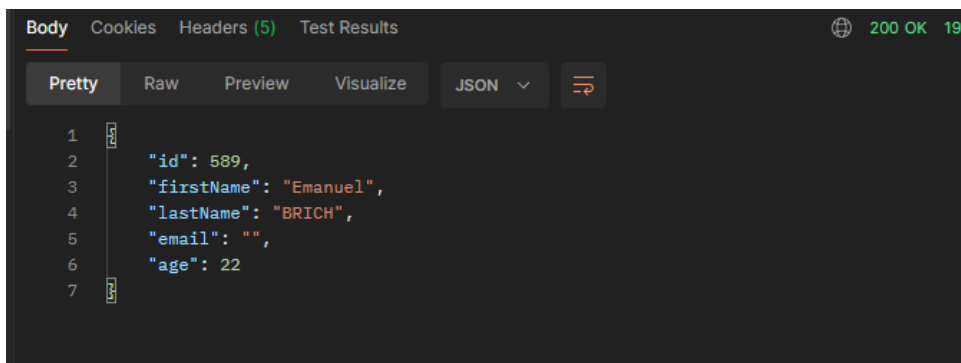 Body Cookies Headers (5) Test Results 200 OK 19
Pretty Raw Preview Visualize JSON
1 {
2 "id": 589,
3 "firstName": "Emanuel",
4 "lastName": "BRICH",
5 "email": "",
6 "age": 22
7 }